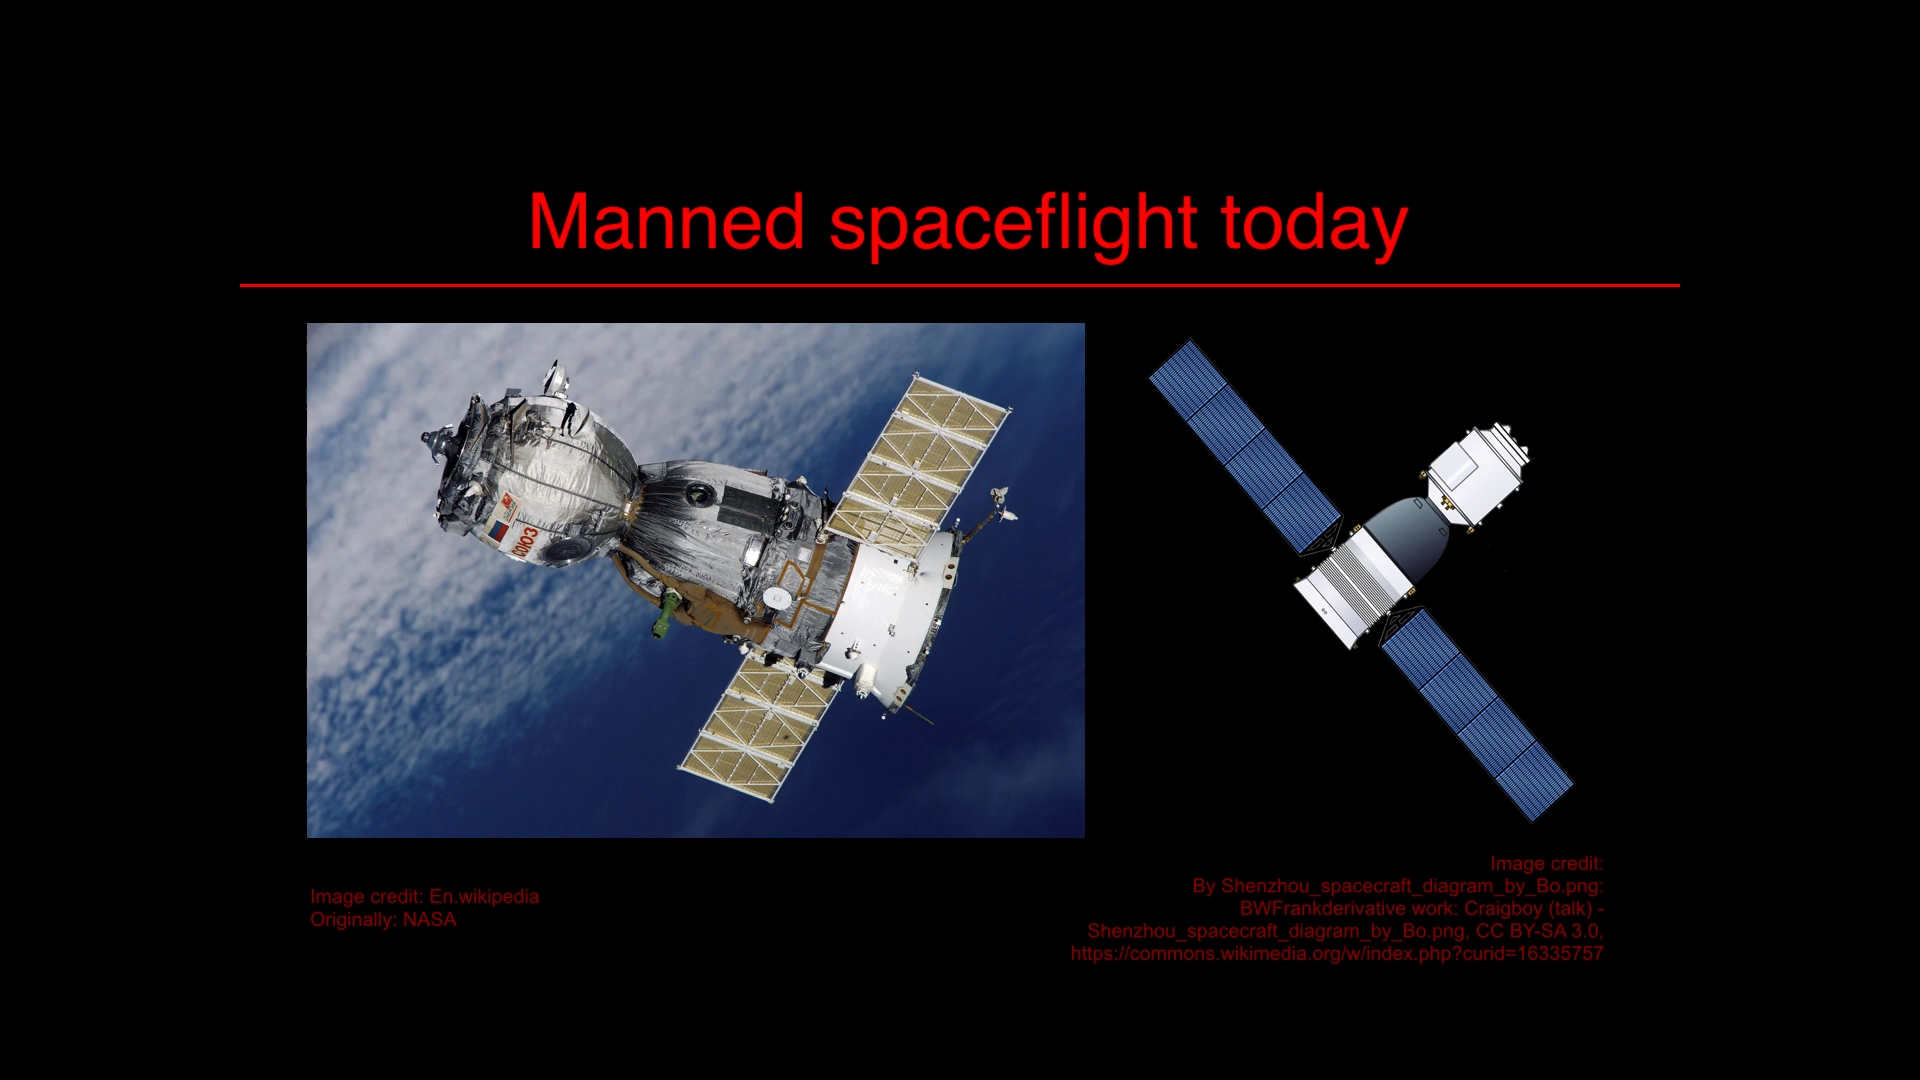 Manned spaceflight today
СОЮЗ
Image credit: En.wikipedia
Originally: NASA
Image credit:
By Shenzhou_spacecraft_diagram_by_Bo.png:
BWFrankderivative work: Craigboy (talk) -
Shenzhou_spacecraft_diagram_by_Bo.png, CC BY-SA 3.0,
https://commons.wikimedia.org/w/index.php?curid=16335757